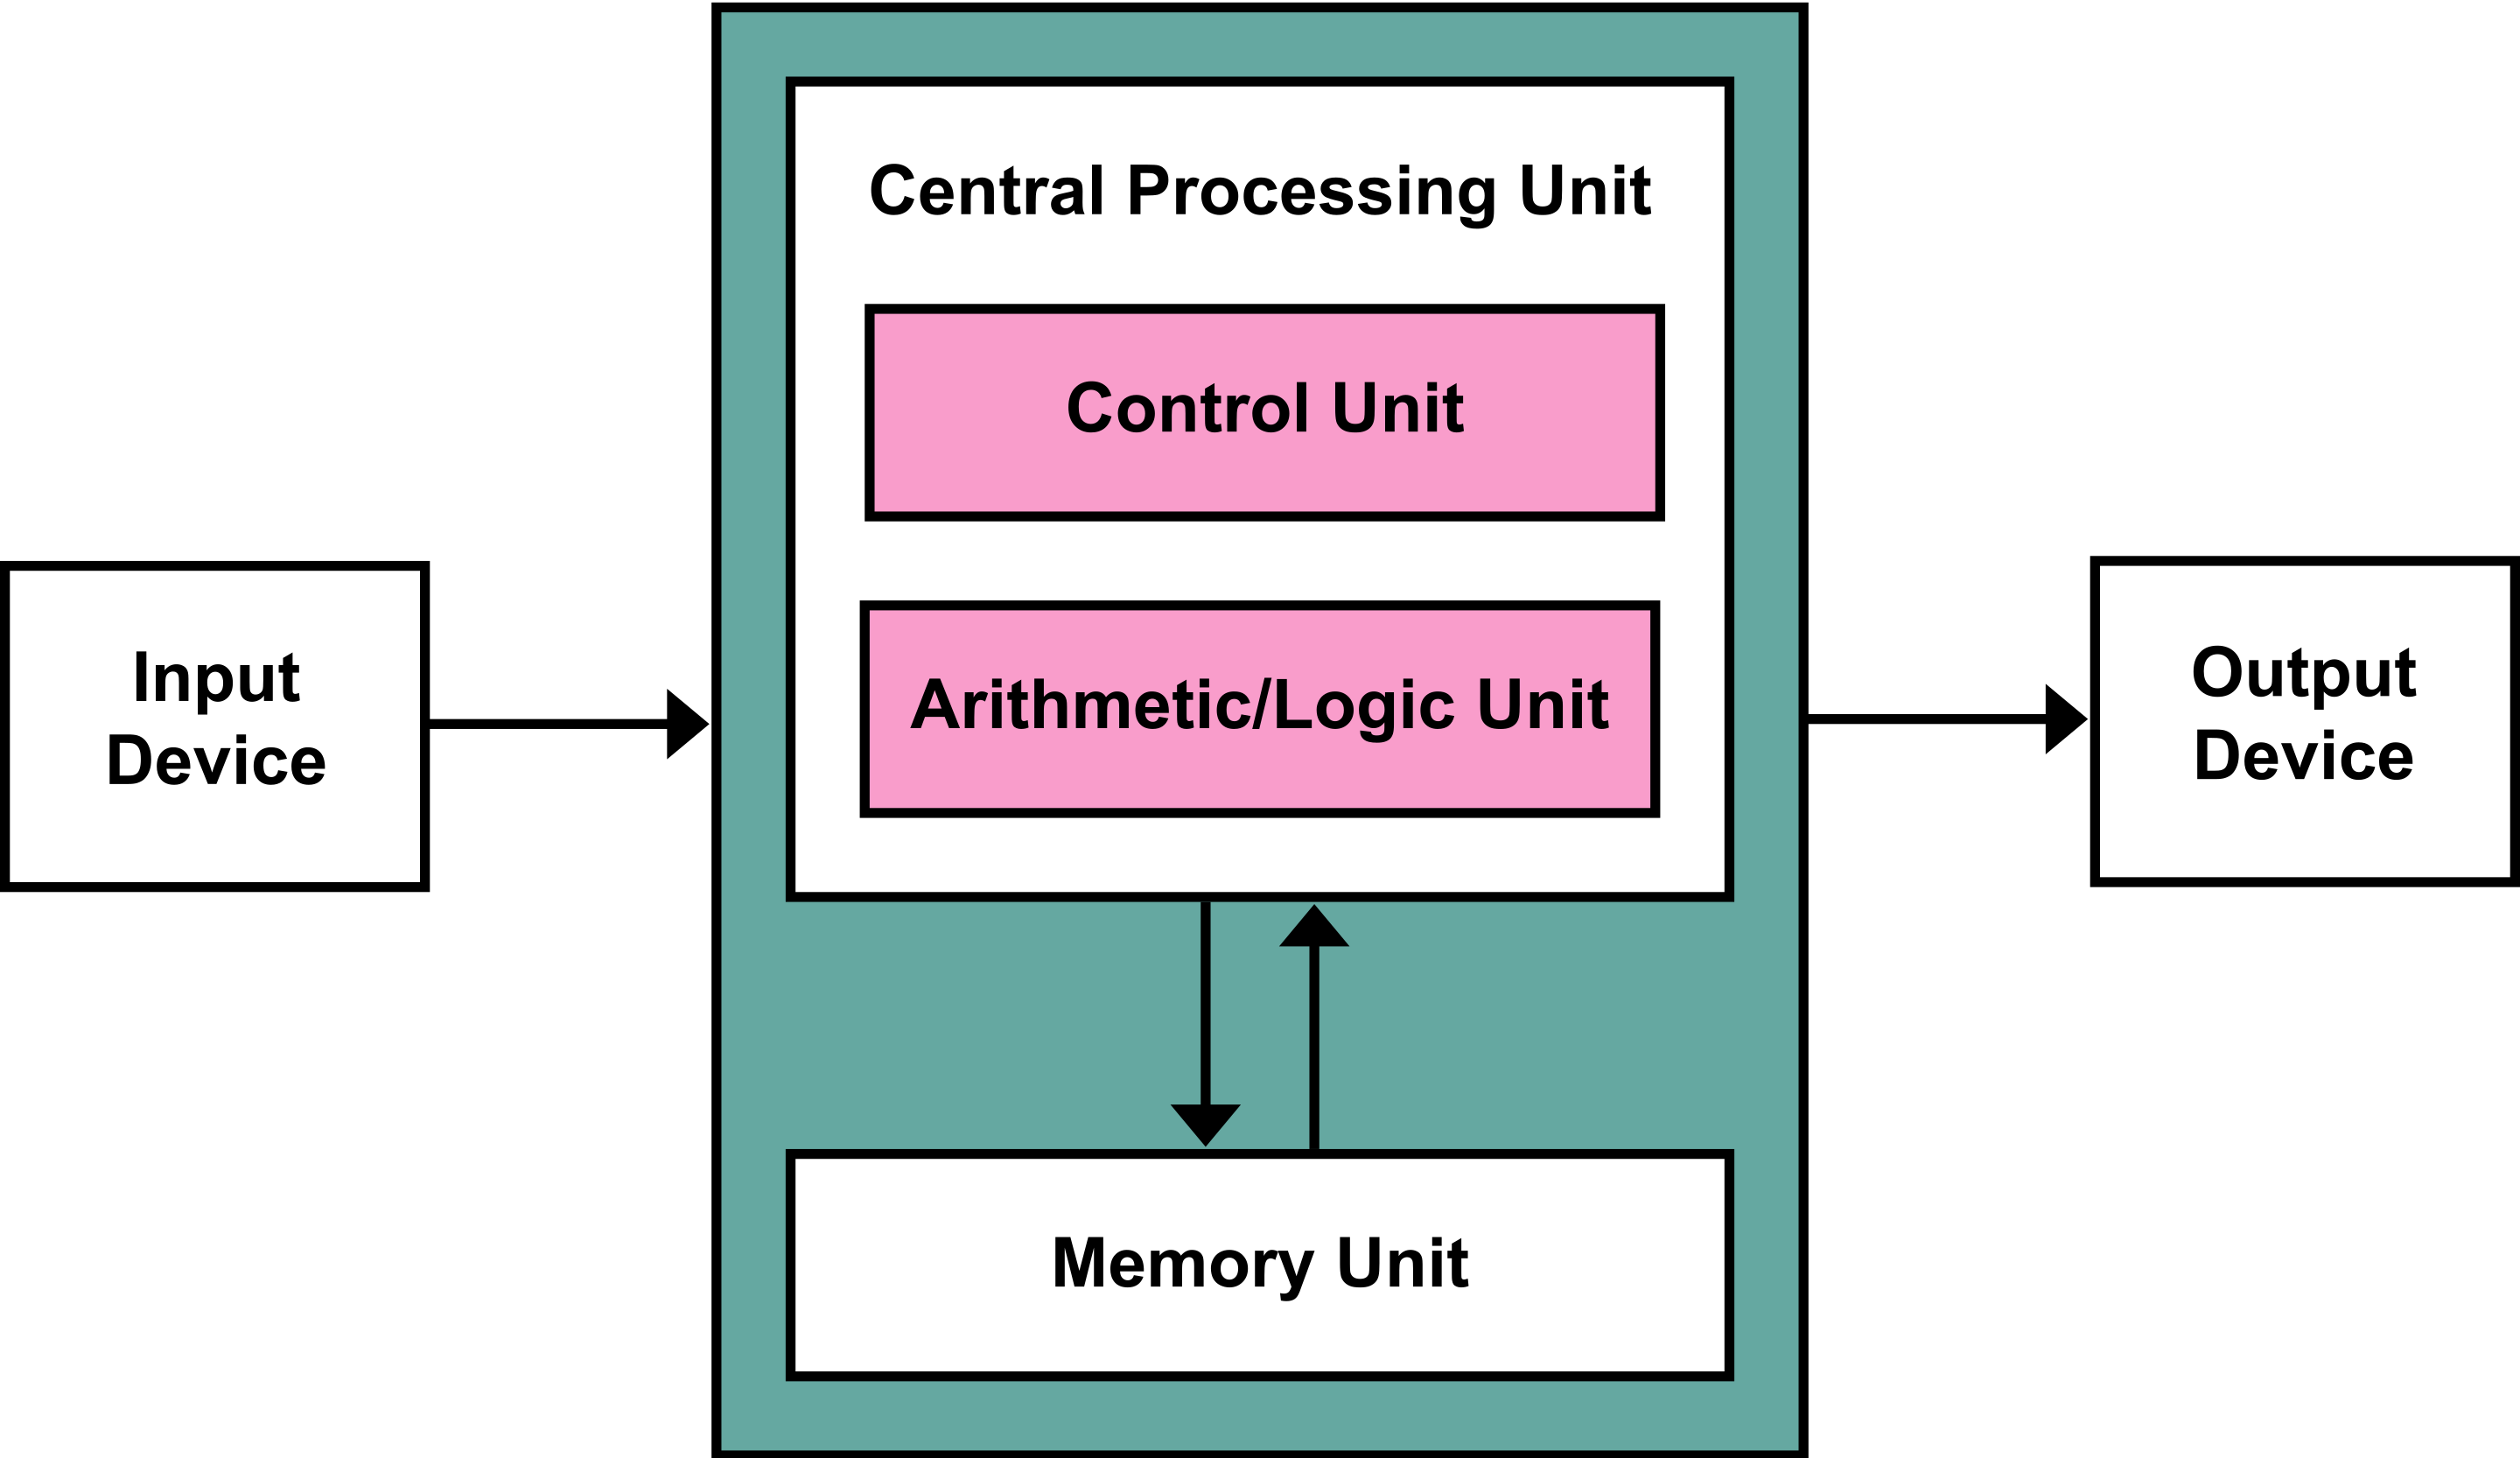 Central Processing Unit
Control Unit
Arithmetic/Logic Unit
Input
Device
Output
Device
Memory Unit